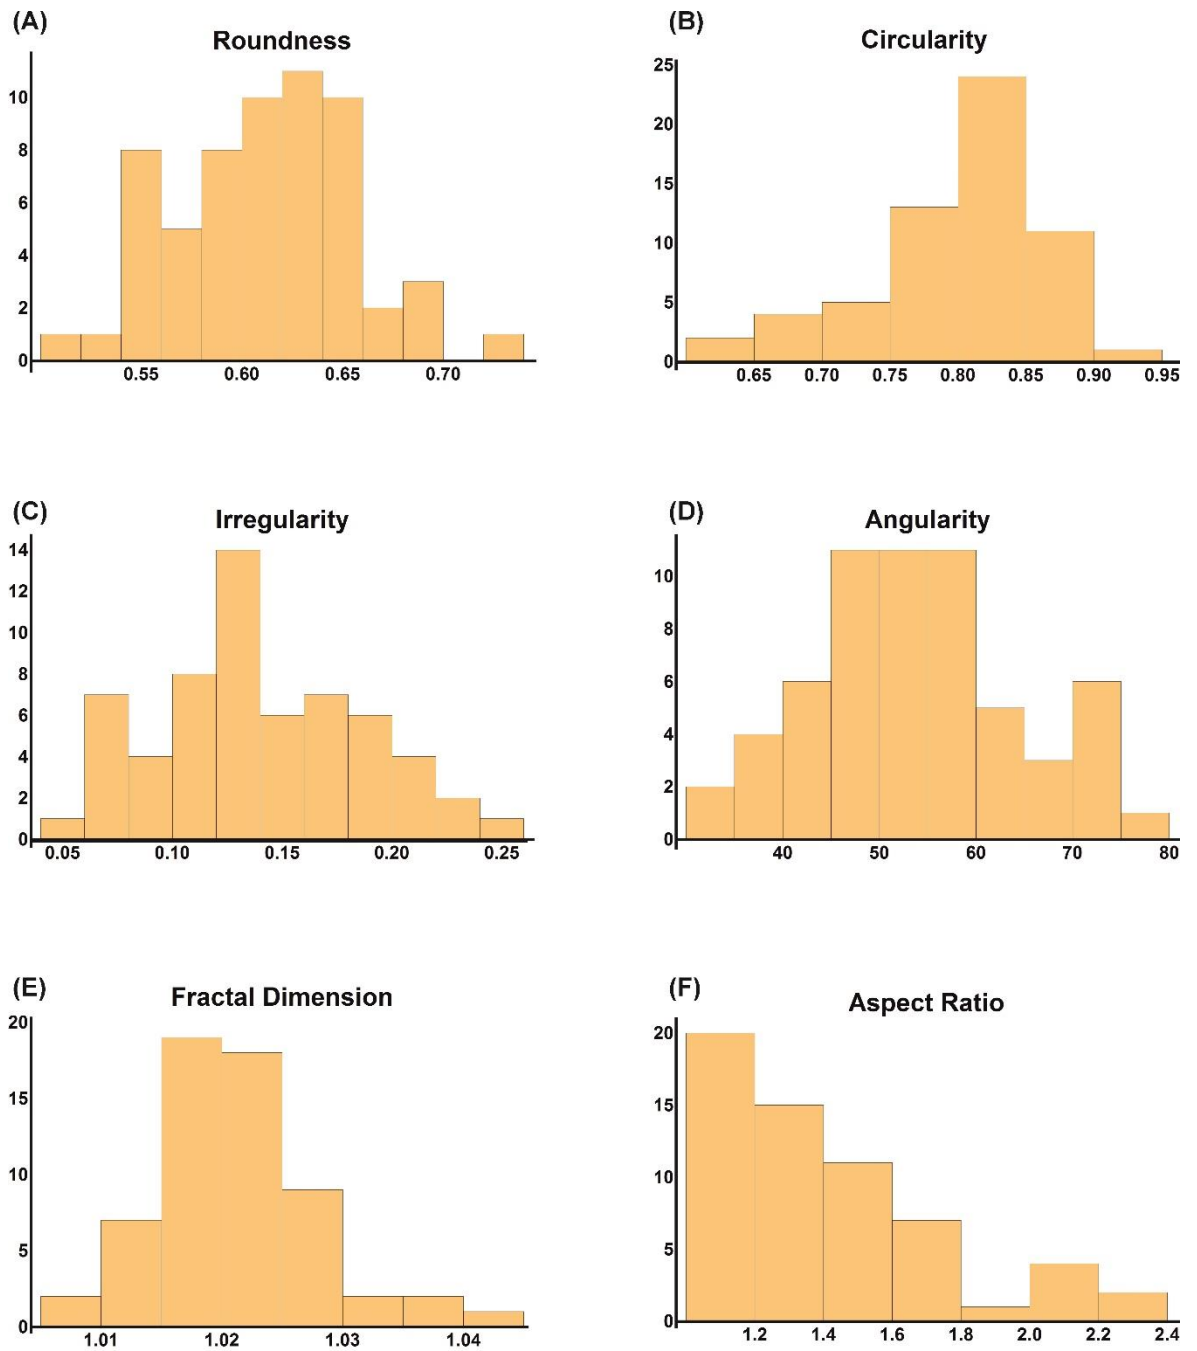 (A)
Roundness
10
8
6
4
2
0
0.55 0.60 0.65 0.70
(B)
Circularity
25
20
15
10
5
0
0.65 0.70 0.75 0.80 0.85 0.90 0.95
(C)
Irregularity
14
12
10
8
6
4
2
0
0.05 0.10 0.15 0.20 0.25
(D)
Angularity
10
8
6
4
2
0
40 50 60 70 80
(E)
Fractal Dimension
20
15
10
5
0
1.01 1.02 1.03 1.04
(F)
Aspect Ratio
20
15
10
5
0
1.2 1.4 1.6 1.8 2.0 2.2 2.4